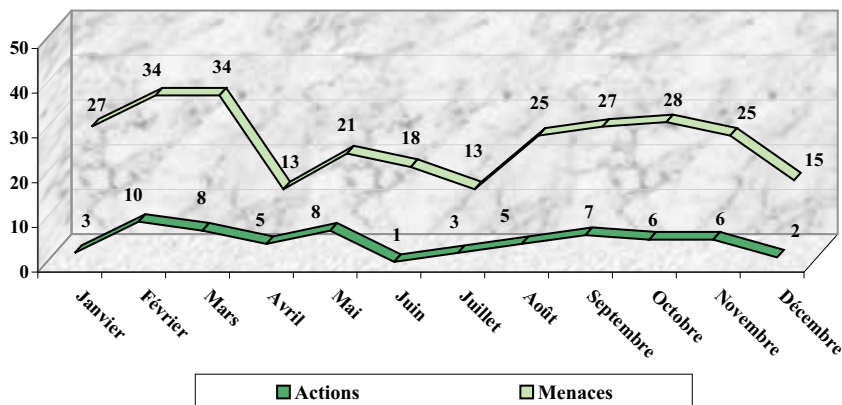 50
40
30
20
10
0
27 34 34 13 21 18 13 25 27 28 25 15
3 10 8 5 8 1 3 5 7 6 6 2
Janvier Février Mars Avril Mai Juin Juillet Août Septembre Octobre Novembre Décembre
Actions Menaces